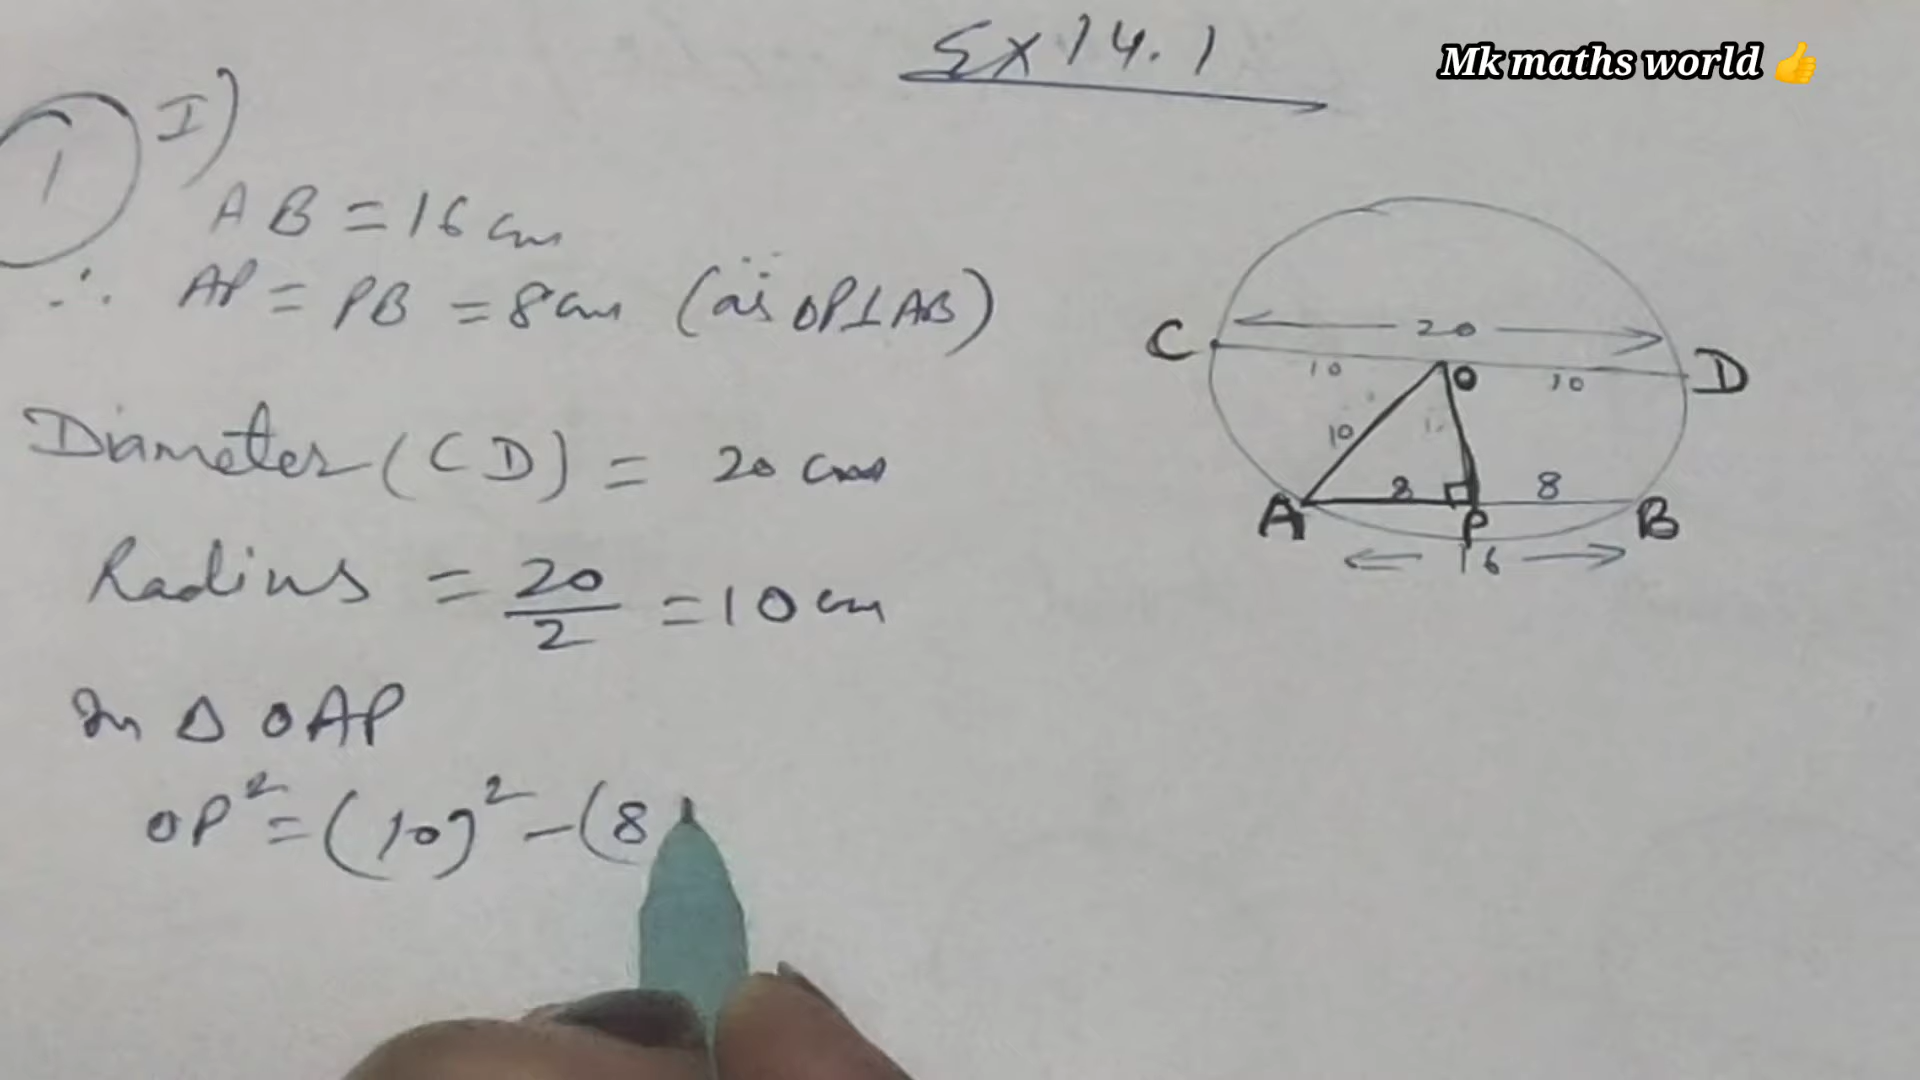 Ex 14.1
Mk maths world 👍
1 I)
AB = 16 cm
∴ AP = PB = 8 cm (as OP⊥AB)
Diameter (CD) = 20 cm
Radius = 20/2 = 10 cm
In Δ OAP
OP² = (10)² - (8
20
C
10 O 10 D
10
8 8
A P B
16